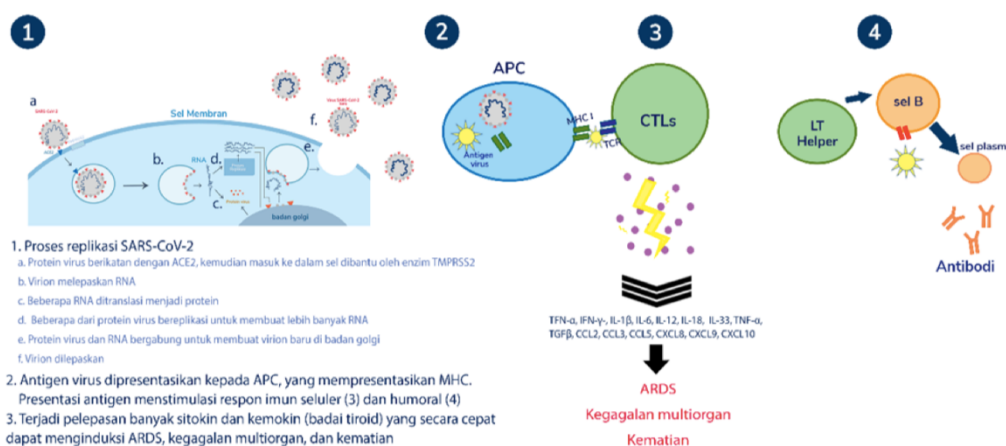 1
2
3
4
a
SARS-CoV-2
ACE2
Sel Membran
b.
RNA
d.
c.
Protein virus
e.
f.
badan golgi
APC
Antigen
virus
MHC I
TCR
CTLs
LT
Helper
sel B
sel plasma
Antibodi
1. Proses replikasi SARS-CoV-2
a. Protein virus berikatan dengan ACE2, kemudian masuk ke dalam sel dibantu oleh enzim TMPRSS2
b. Virion melepaskan RNA
c. Beberapa RNA ditranslasi menjadi protein
d. Beberapa dari protein virus bereplikasi untuk membuat lebih banyak RNA
e. Protein virus dan RNA bergabung untuk membuat virion baru di badan golgi
f. Virion dilepaskan
2. Antigen virus dipresentasikan kepada APC, yang mempresentasikan MHC.
Presentasi antigen menstimulasi respon imun seluler (3) dan humoral (4)
3. Terjadi pelepasan banyak sitokin dan kemokin (badai tiroid) yang secara cepat
dapat menginduksi ARDS, kegagalan multiorgan, dan kematian
TFN-α, IFN-γ-, IL-1β, IL-6, IL-12, IL-18, IL-33, TNF-α,
TGFβ, CCL2, CCL3, CCL5, CXCL8, CXCL9, CXCL10
ARDS
Kegagalan multiorgan
Kematian